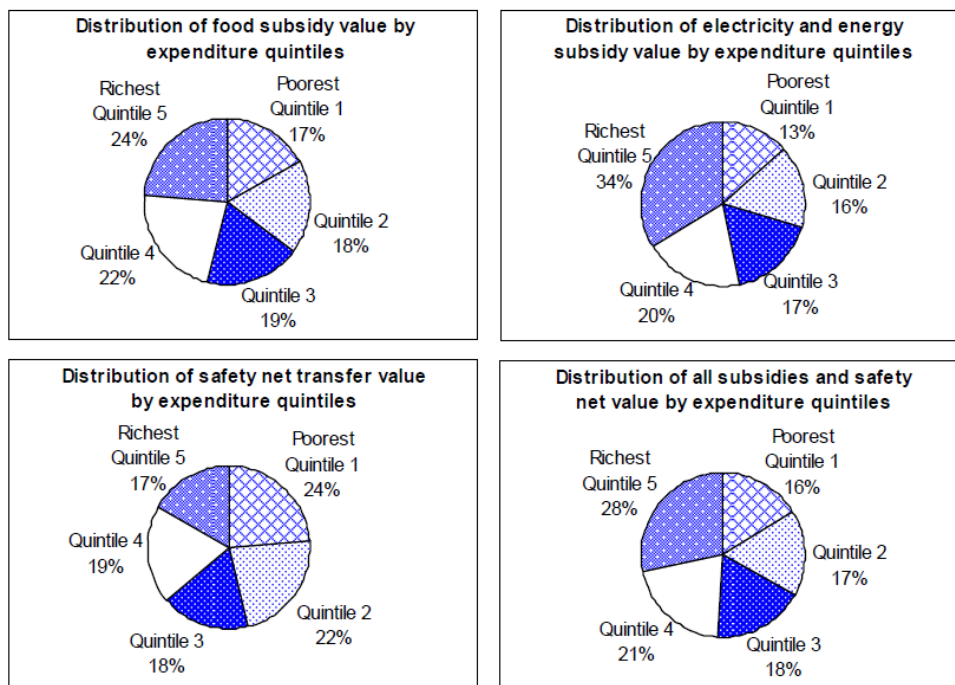 Distribution of food subsidy value by
expenditure quintiles
Richest
Quintile 5
24%
Poorest
Quintile 1
17%
Quintile 2
18%
Quintile 4
22%
Quintile 3
19%
Distribution of electricity and energy
subsidy value by expenditure quintiles
Poorest
Quintile 1
13%
Richest
Quintile 5
34%
Quintile 2
16%
Quintile 4
20%
Quintile 3
17%
Distribution of safety net transfer value
by expenditure quintiles
Richest
Quintile 5
17%
Poorest
Quintile 1
24%
Quintile 4
19%
Quintile 2
22%
Quintile 3
18%
Distribution of all subsidies and safety
net value by expenditure quintiles
Poorest
Quintile 1
16%
Richest
Quintile 5
28%
Quintile 2
17%
Quintile 4
21%
Quintile 3
18%